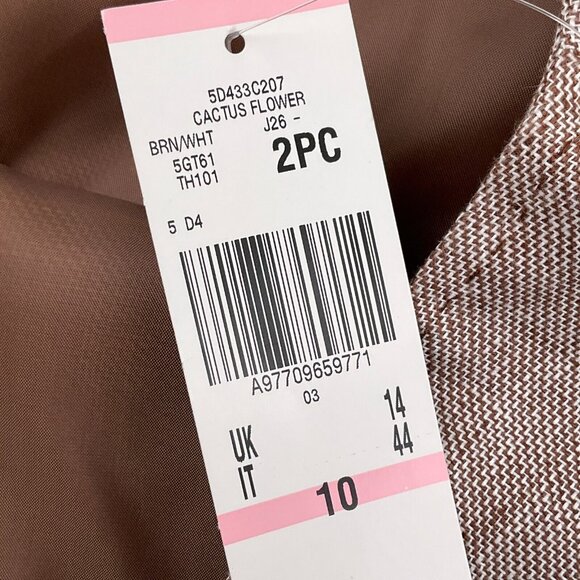 5D433C207
CACTUS FLOWER
BRN/WHT J26 -
5GT61 2PC
TH101
5 D4
A97709659771
03
UK 14
IT 44
10